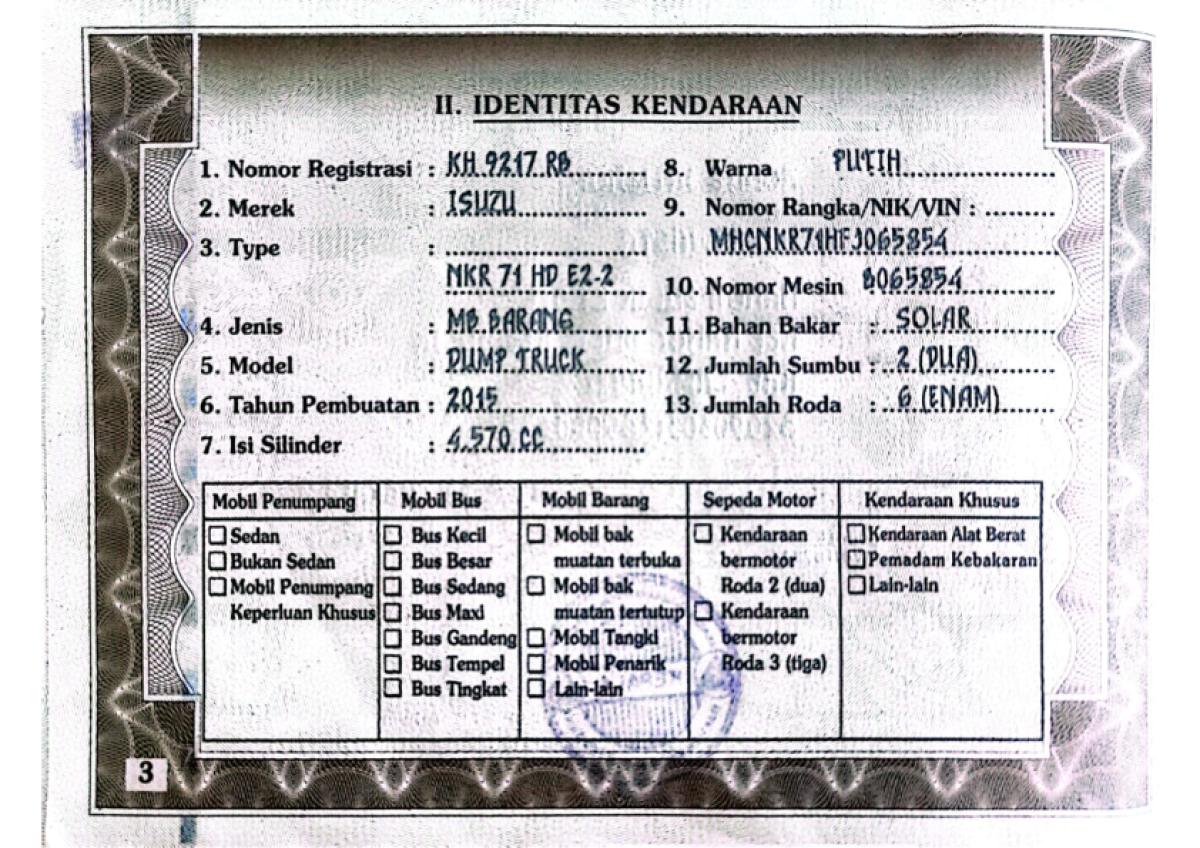 II. IDENTITAS KENDARAAN
1. Nomor Registrasi : KH 9217 RB
2. Merek : ISUZU
3. Type :
NKR 71 HD E2-2
4. Jenis : MB BARANG
5. Model : DUMP TRUCK
6. Tahun Pembuatan : 2015
7. Isi Silinder : 4.570 CC
8. Warna PUTIH
9. Nomor Rangka/NIK/VIN :
MHCNKR71HFJ065854
10. Nomor Mesin B065854
11. Bahan Bakar : SOLAR
12. Jumlah Sumbu : 2 (DUA)
13. Jumlah Roda : 6 (ENAM)
Mobil Penumpang
Sedan
Bukan Sedan
Mobil Penumpang
Keperluan Khusus
Mobil Bus
Bus Kecil
Bus Besar
Bus Sedang
Bus Maxi
Bus Gandeng
Bus Tempel
Bus Tingkat
Mobil Barang
Mobil bak
muatan terbuka
Mobil bak
muatan tertutup
Mobil Tangki
Mobil Penarik
Lain-lain
Sepeda Motor
Kendaraan
bermotor
Roda 2 (dua)
Kendaraan
bermotor
Roda 3 (tiga)
Kendaraan Khusus
Kendaraan Alat Berat
Pemadam Kebakaran
Lain-lain
3